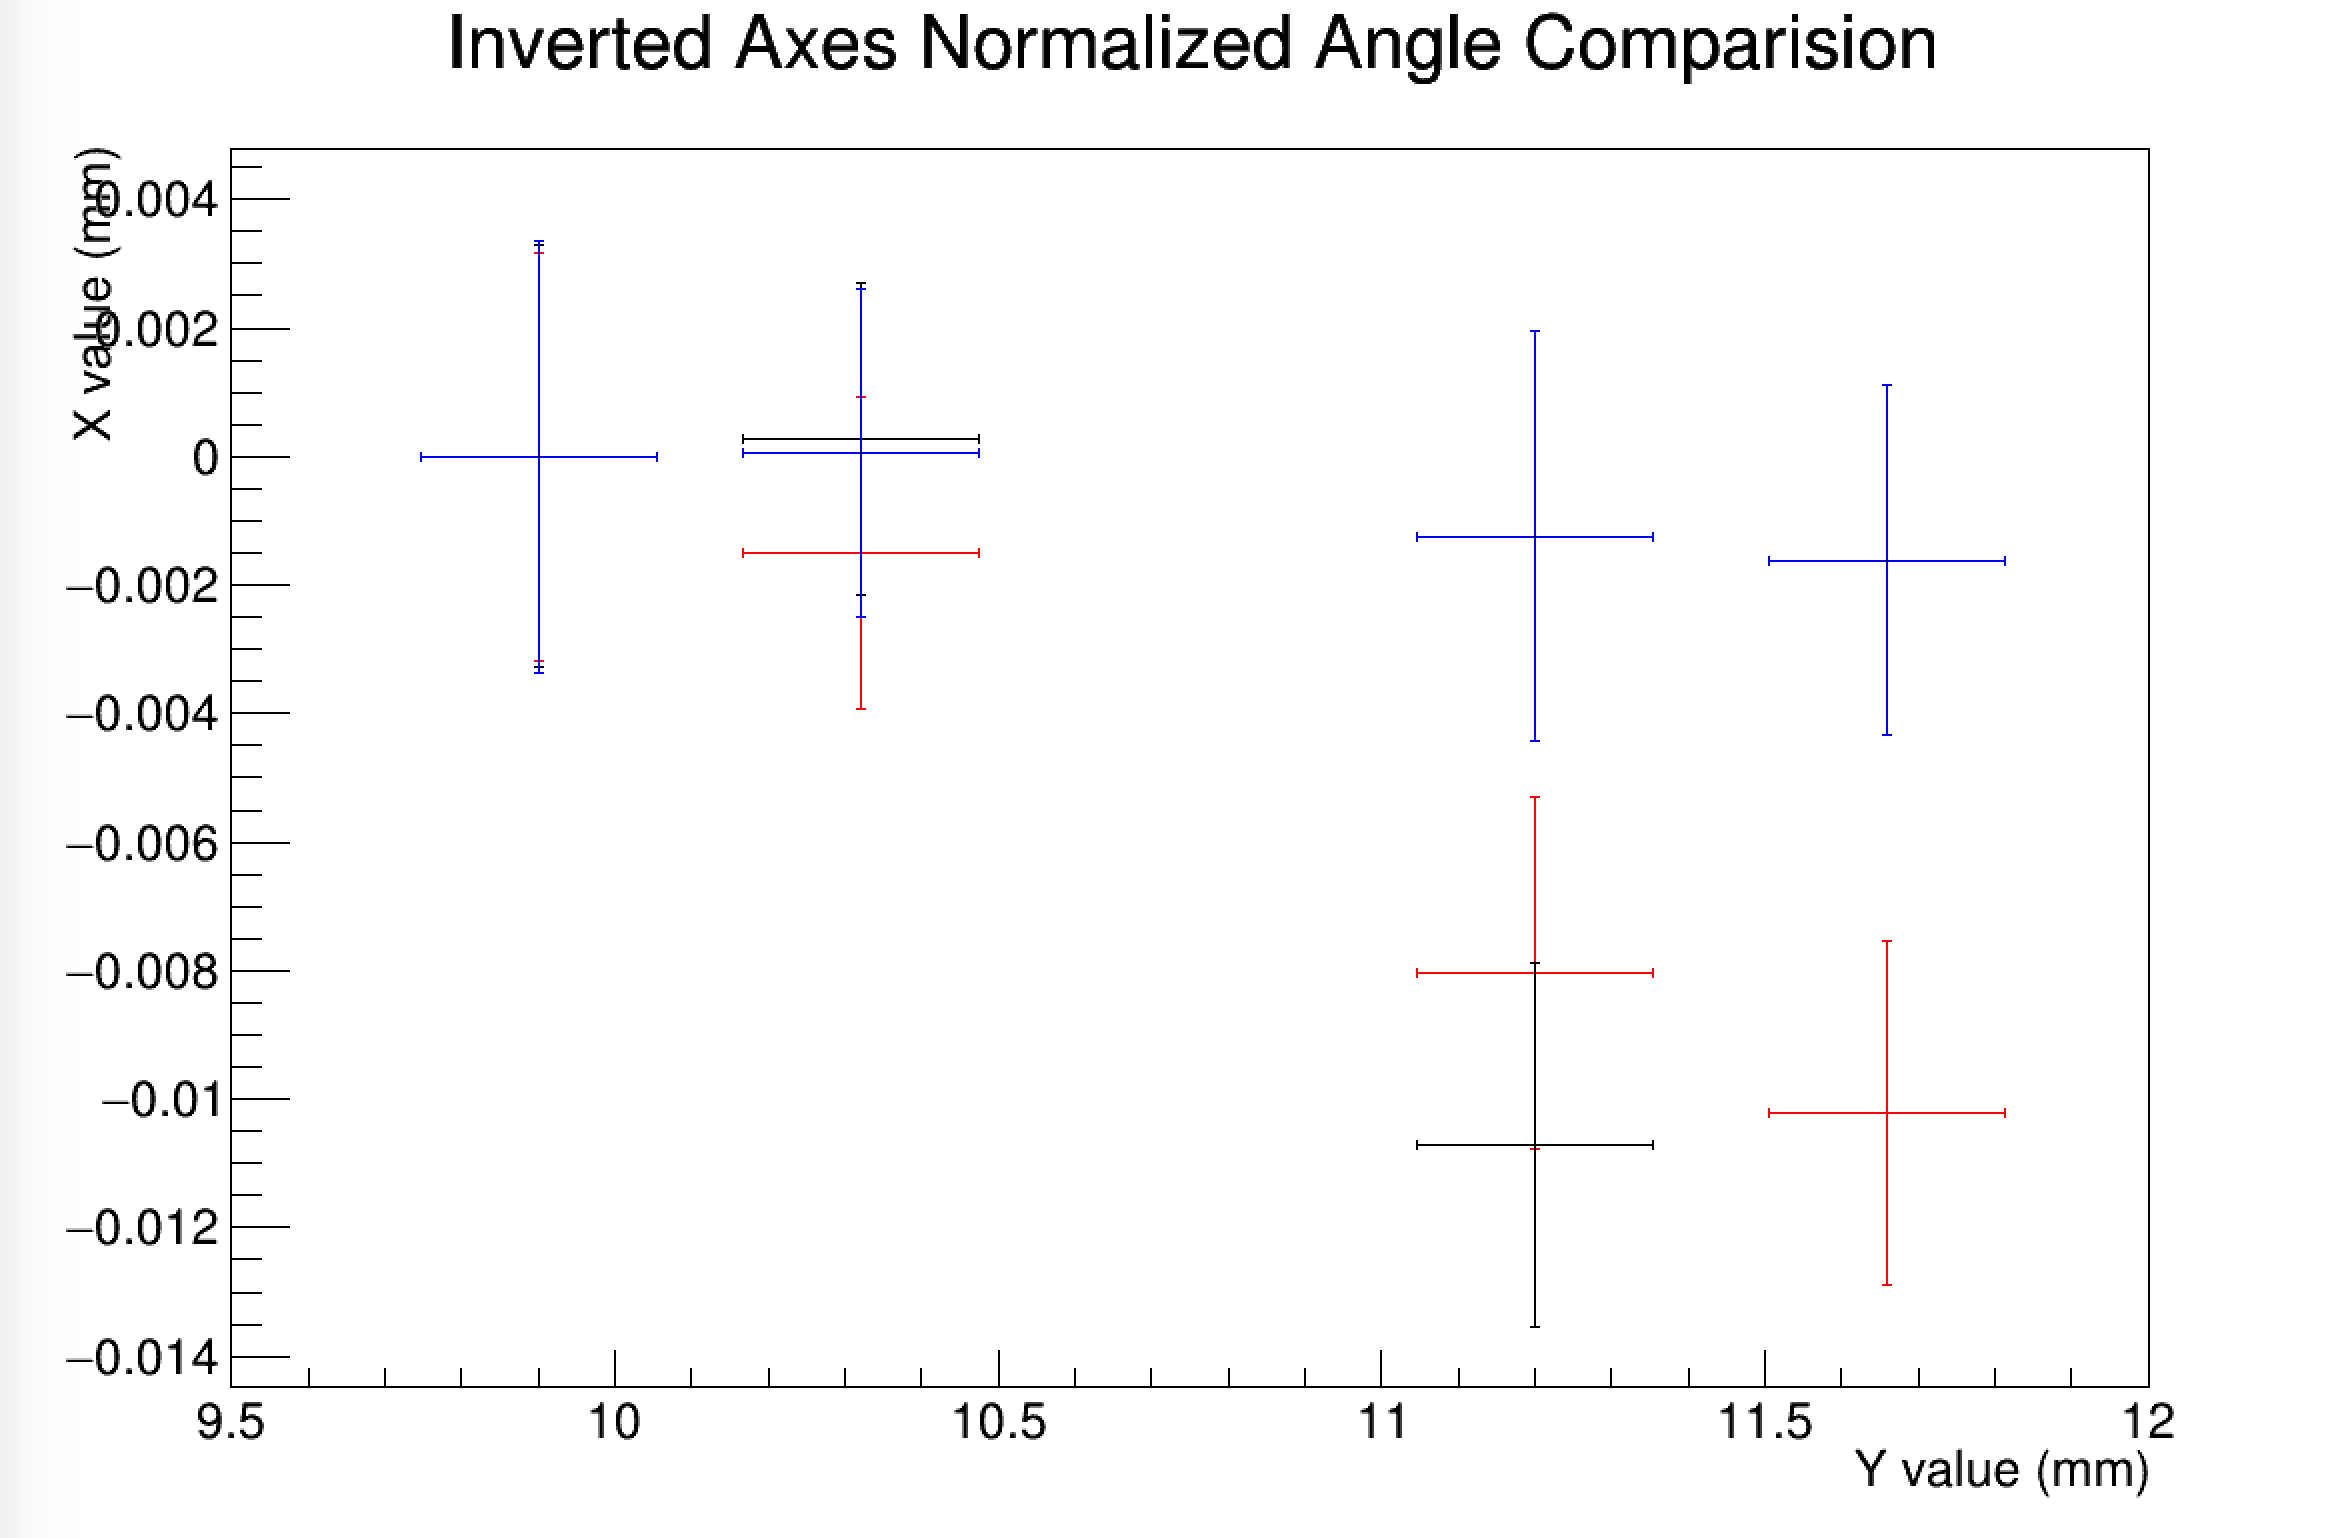 Inverted Axes Normalized Angle Comparision
X value (mm)
0.004
0.002
0
−0.002
−0.004
−0.006
−0.008
−0.01
−0.012
−0.014
9.5 10 10.5 11 11.5 12
Y value (mm)